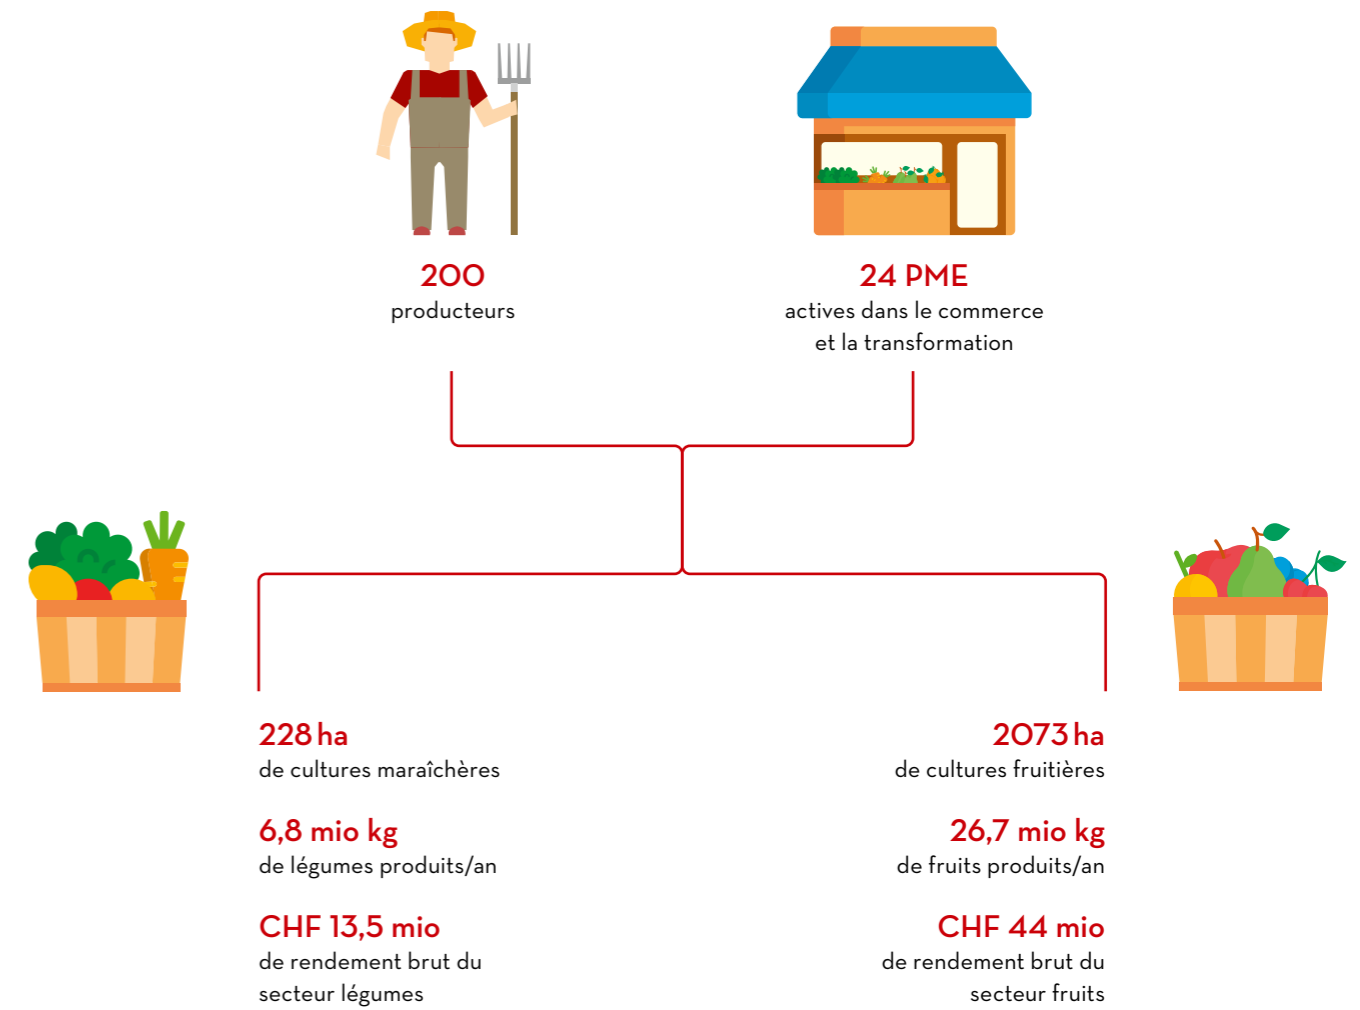 200
producteurs
24 PME
actives dans le commerce
et la transformation
228 ha
de cultures maraîchères
6,8 mio kg
de légumes produits/an
CHF 13,5 mio
de rendement brut du
secteur légumes
2073 ha
de cultures fruitières
26,7 mio kg
de fruits produits/an
CHF 44 mio
de rendement brut du
secteur fruits